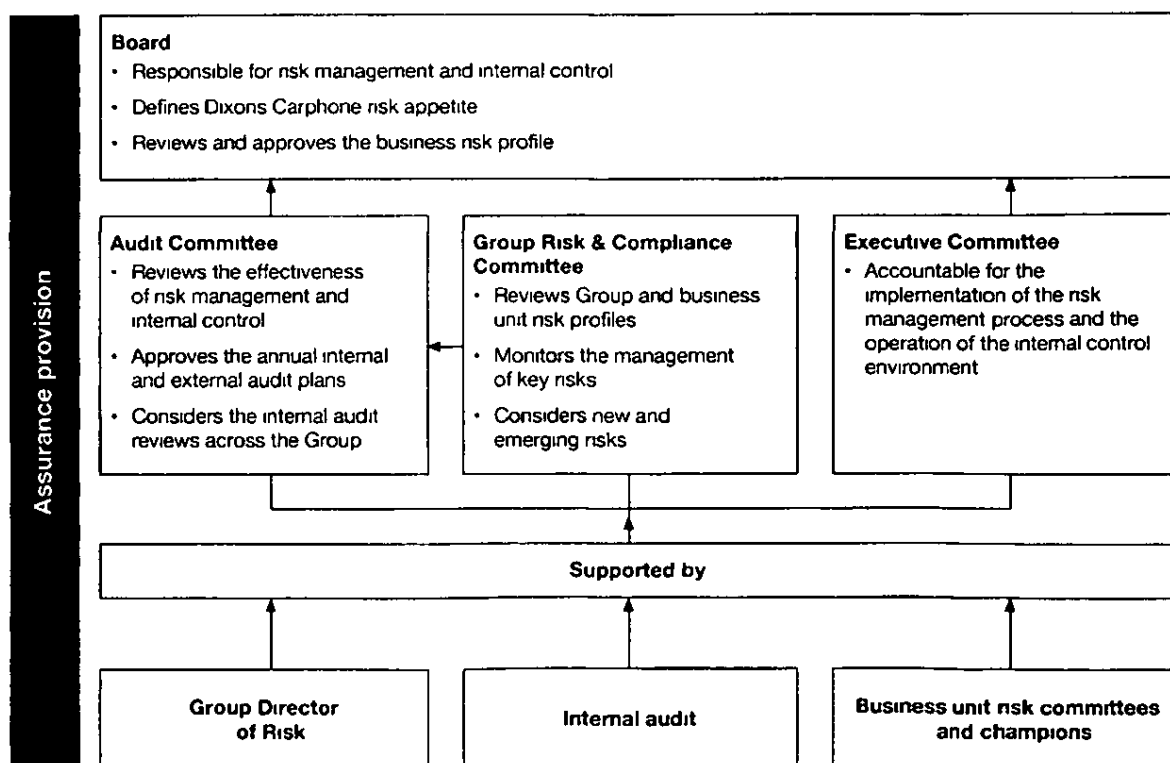 Assurance provision
Board
• Responsible for risk management and internal control
• Defines Dixons Carphone risk appetite
• Reviews and approves the business risk profile
Audit Committee
• Reviews the effectiveness
of risk management and
internal control
• Approves the annual internal
and external audit plans
• Considers the internal audit
reviews across the Group
Group Risk & Compliance
Committee
• Reviews Group and business
unit risk profiles
• Monitors the management
of key risks
• Considers new and
emerging risks
Executive Committee
• Accountable for the
implementation of the risk
management process and the
operation of the internal control
environment
Supported by
Group Director
of Risk
Internal audit
Business unit risk committees
and champions